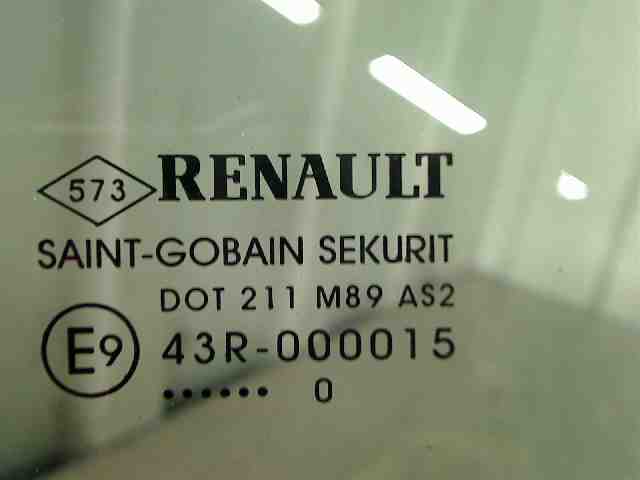 573 RENAULT
SAINT-GOBAIN SEKURIT
DOT 211 M89 AS2
E9 43R-000015
...... 0